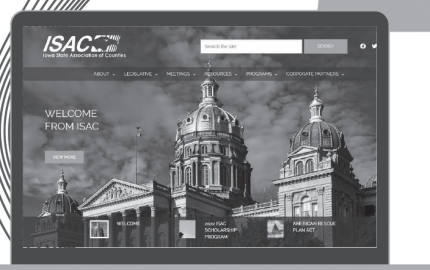 ISAC
Iowa State Association of Counties
Search the site
SEARCH
ABOUT
LEGISLATIVE
MEETINGS
RESOURCES
PROGRAMS
CORPORATE PARTNERS
WELCOME
FROM ISAC
VIEW MORE
WELCOME
2022 ISAC
SCHOLARSHIP
PROGRAM
AMERICAN RESCUE
PLAN ACT